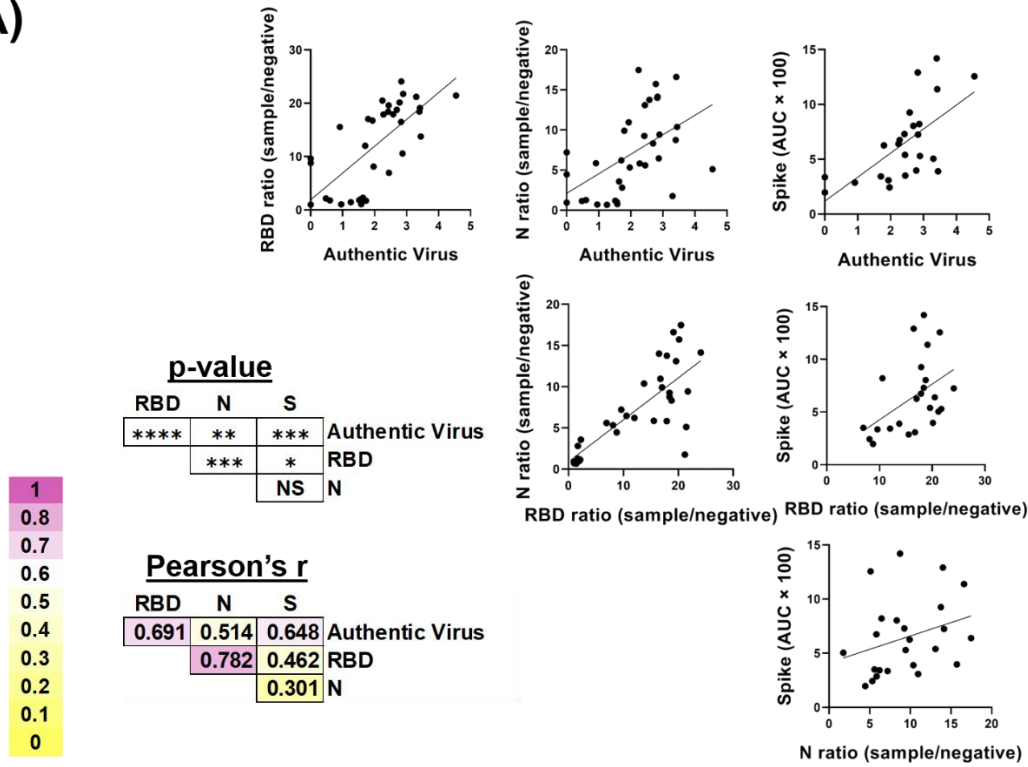 A)
RBD ratio (sample/negative)
30
20
10
0
0 1 2 3 4 5
Authentic Virus
N ratio (sample/negative)
20
15
10
5
0
0 1 2 3 4 5
Authentic Virus
Spike (AUC × 100)
15
10
5
0
0 1 2 3 4 5
Authentic Virus
N ratio (sample/negative)
20
15
10
5
0
0 10 20 30
RBD ratio (sample/negative)
Spike (AUC × 100)
15
10
5
0
0 10 20 30
RBD ratio (sample/negative)
p-value
RBD N S
**** ** *** Authentic Virus
*** * RBD
NS N
1
0.8
0.7
0.6
0.5
0.4
0.3
0.2
0.1
0
Pearson's r
RBD N S
0.691 0.514 0.648 Authentic Virus
0.782 0.462 RBD
0.301 N
Spike (AUC × 100)
15
10
5
0
0 5 10 15 20
N ratio (sample/negative)